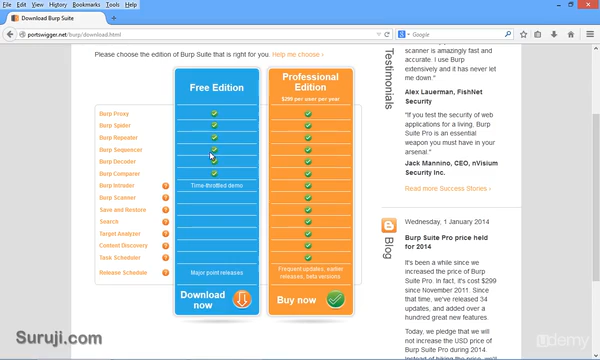 Firefox
File Edit View History Bookmarks Tools Help
Download Burp Suite
portswigger.net/burp/download.html
Google
Please choose the edition of Burp Suite that is right for you. Help me choose ›
Free Edition
Professional
Edition
$299 per user per year
Burp Proxy
Burp Spider
Burp Repeater
Burp Sequencer
Burp Decoder
Burp Comparer
Burp Intruder ? Time-throttled demo
Burp Scanner ?
Save and Restore ?
Search ?
Target Analyzer ?
Content Discovery ?
Task Scheduler ?
Release Schedule ? Major point releases
Frequent updates, earlier
releases, beta versions
Download
now
Buy now
Testimonials
scanner is amazingly fast and
accurate. I use Burp
extensively and it has never let
me down."
Alex Lauerman, FishNet
Security
"If you test the security of web
applications for a living, Burp
Suite Pro is an essential
weapon you must have in your
arsenal."
Jack Mannino, CEO, nVisium
Security Inc.
Read more Success Stories ›
Blog
Wednesday, 1 January 2014
Burp Suite Pro price held
for 2014
It's been a while since we
increased the price of Burp
Suite Pro. In fact, it's cost $299
since November 2011. Since
that time, we've released 34
updates, and added over a
hundred great new features.
Today, we pledge that we will
not increase the USD price of
Burp Suite Pro during 2014.
Suruji.com
udemy